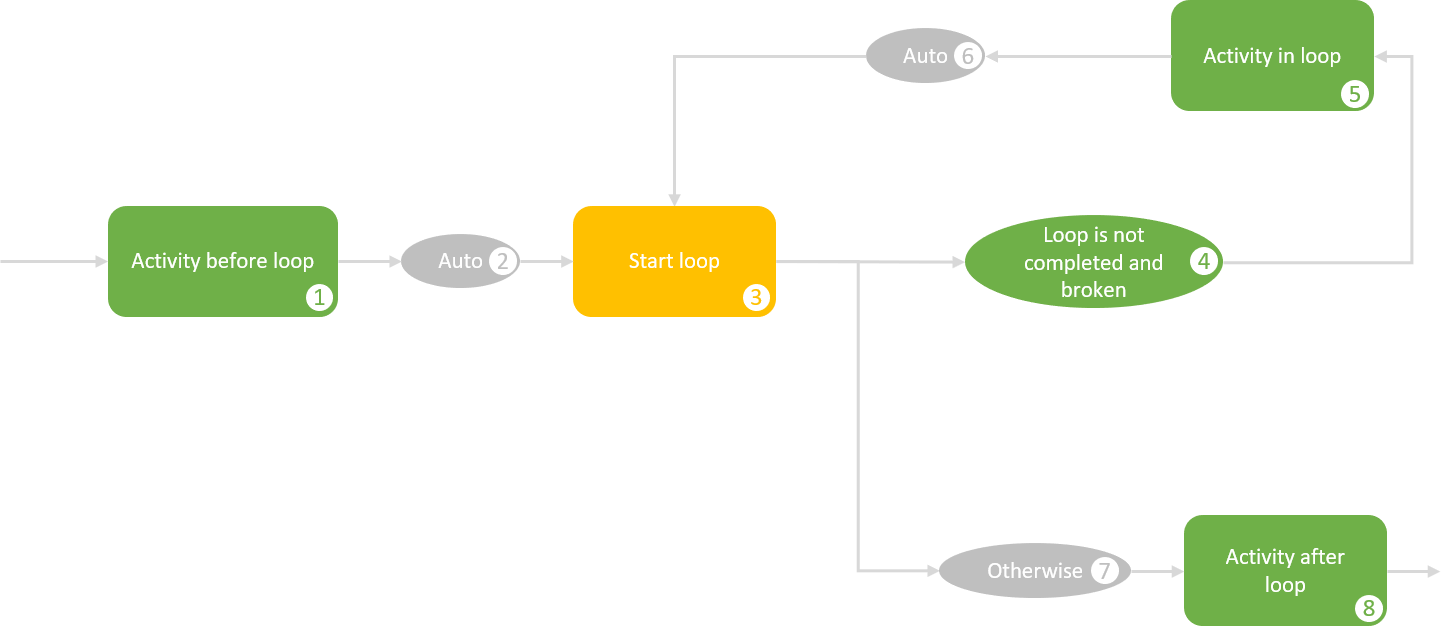 Auto 6
Activity in loop
5
Activity before loop
1
Auto 2
Start loop
3
Loop is not
completed and
broken
4
Otherwise 7
Activity after
loop
8